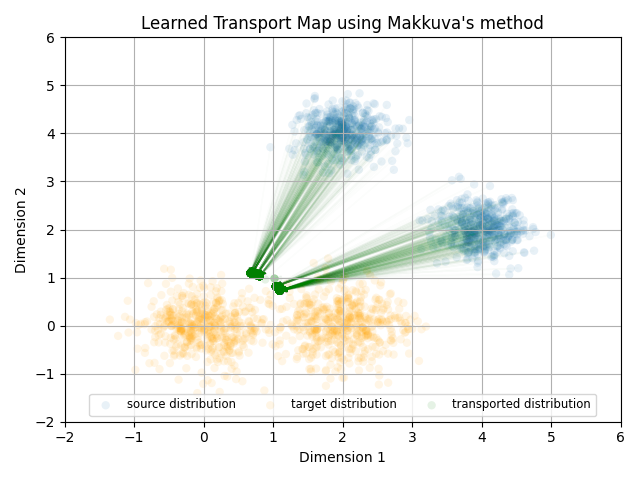 Learned Transport Map using Makkuva's method
6
5
4
3
2
1
0
−1
−2
Dimension 2
source distribution target distribution transported distribution
−2 −1 0 1 2 3 4 5 6
Dimension 1